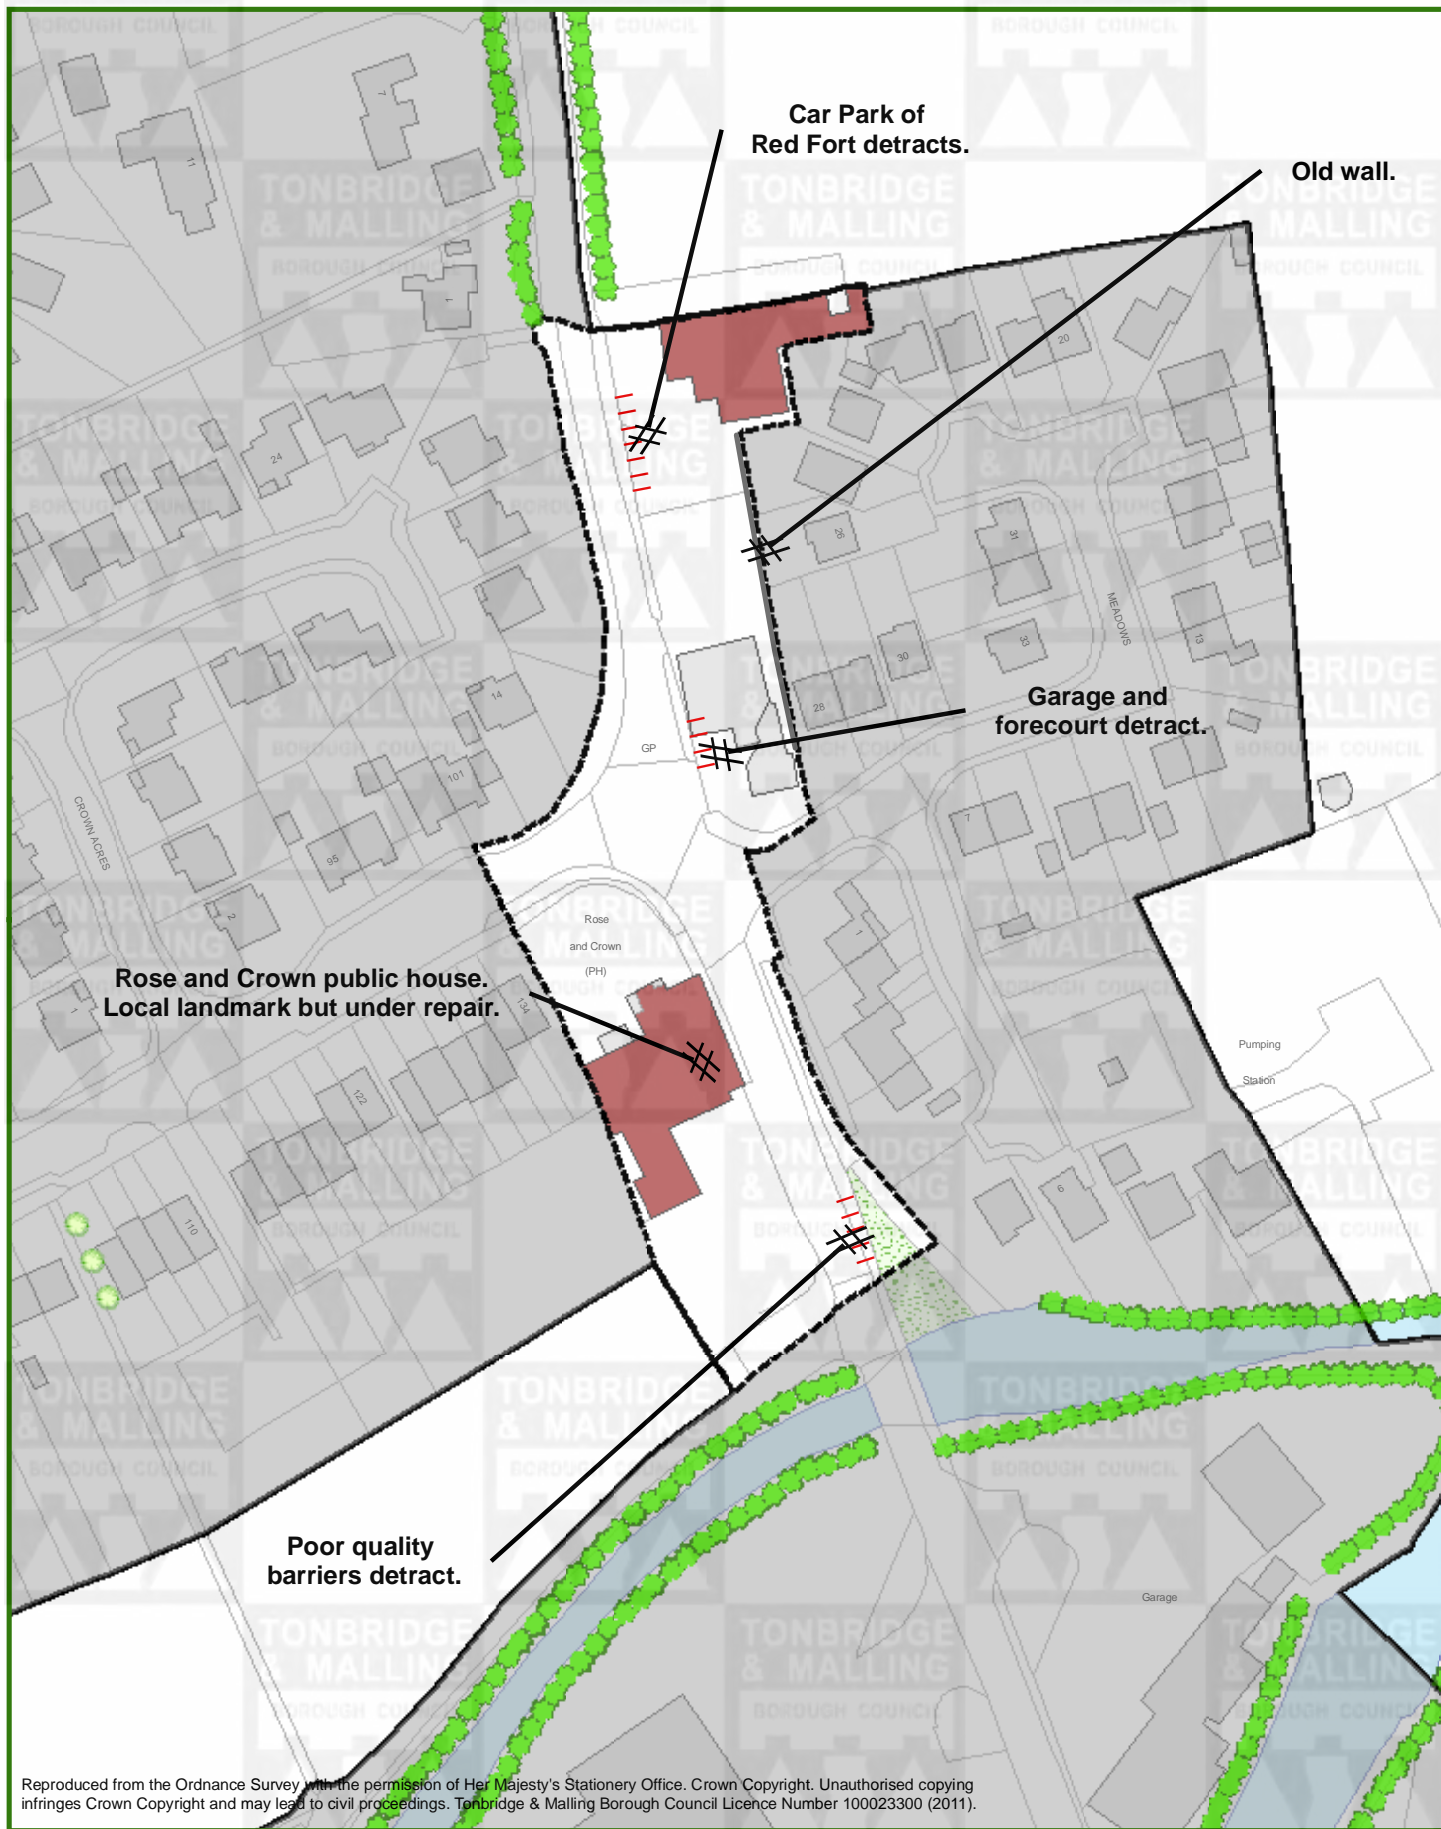 Car Park of
Red Fort detracts.
Old wall.
Garage and
forecourt detract.
Rose and Crown public house.
Local landmark but under repair.
Poor quality
barriers detract.
7
11
1
20
24
26
31
MEADOWS
33
13
30
28
14
GP
101
CROWN ACRES
95
2
7
1
Rose
and Crown
(PH)
134
1
122
110
6
Pumping
Station
Garage
TONBRIDGE
& MALLING
BOROUGH COUNCIL
Reproduced from the Ordnance Survey with the permission of Her Majesty's Stationery Office. Crown Copyright. Unauthorised copying
infringes Crown Copyright and may lead to civil proceedings. Tonbridge & Malling Borough Council Licence Number 100023300 (2011).